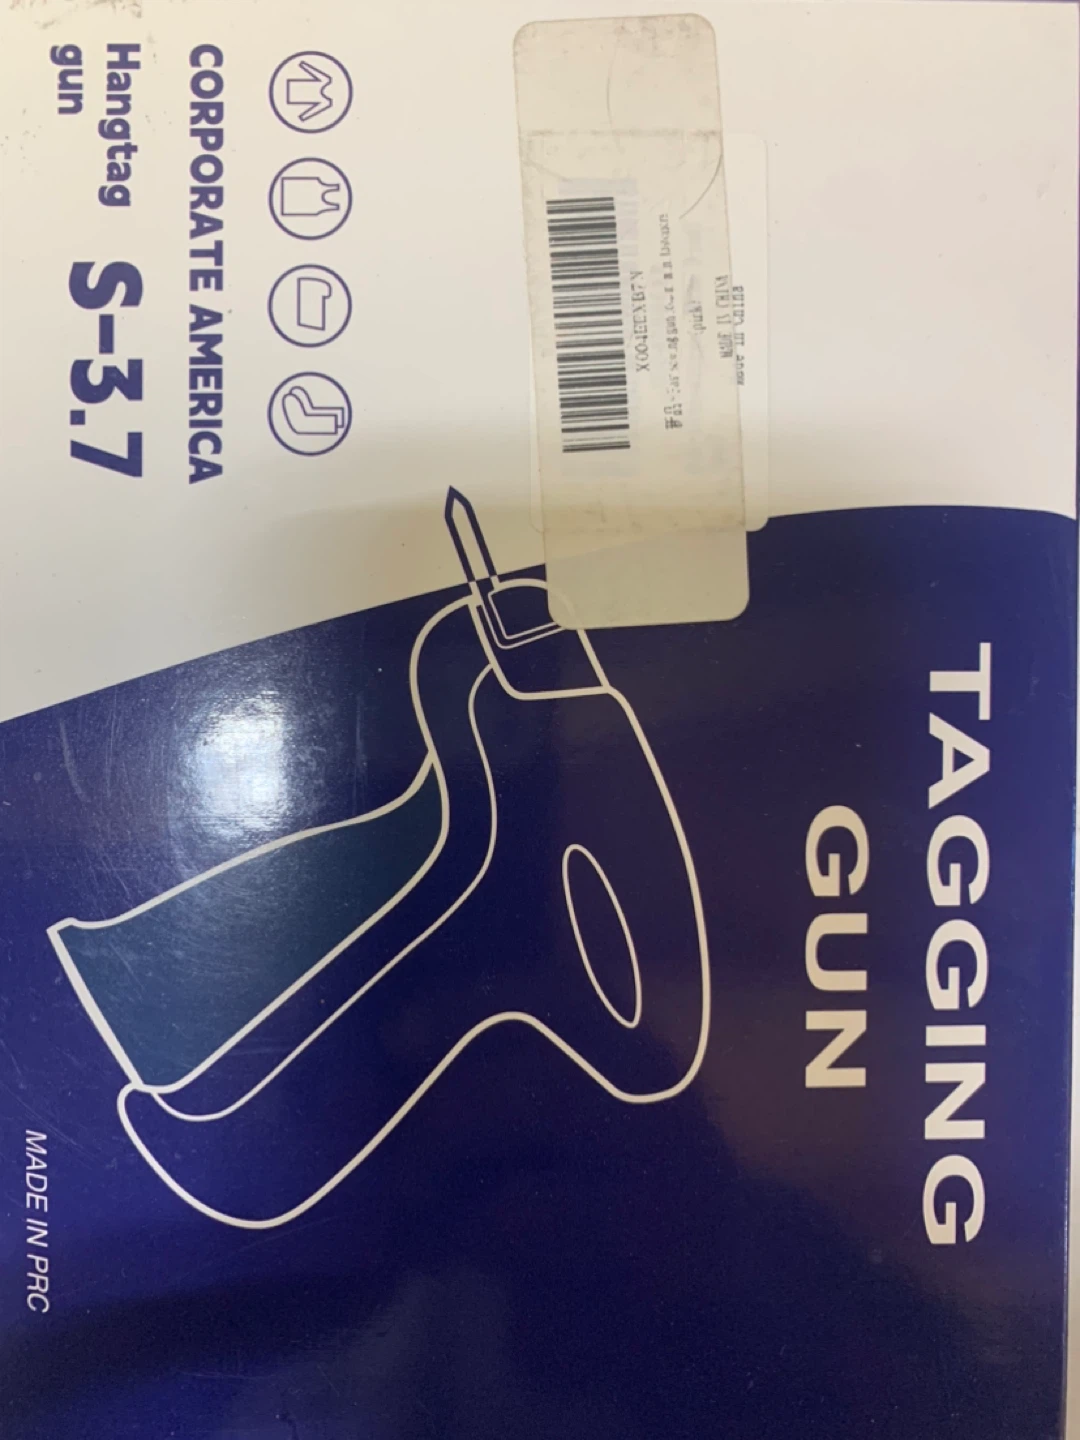 TAGGING
GUN
CORPORATE AMERICA
Hangtag
gun
S-3.7
MADE IN PRC